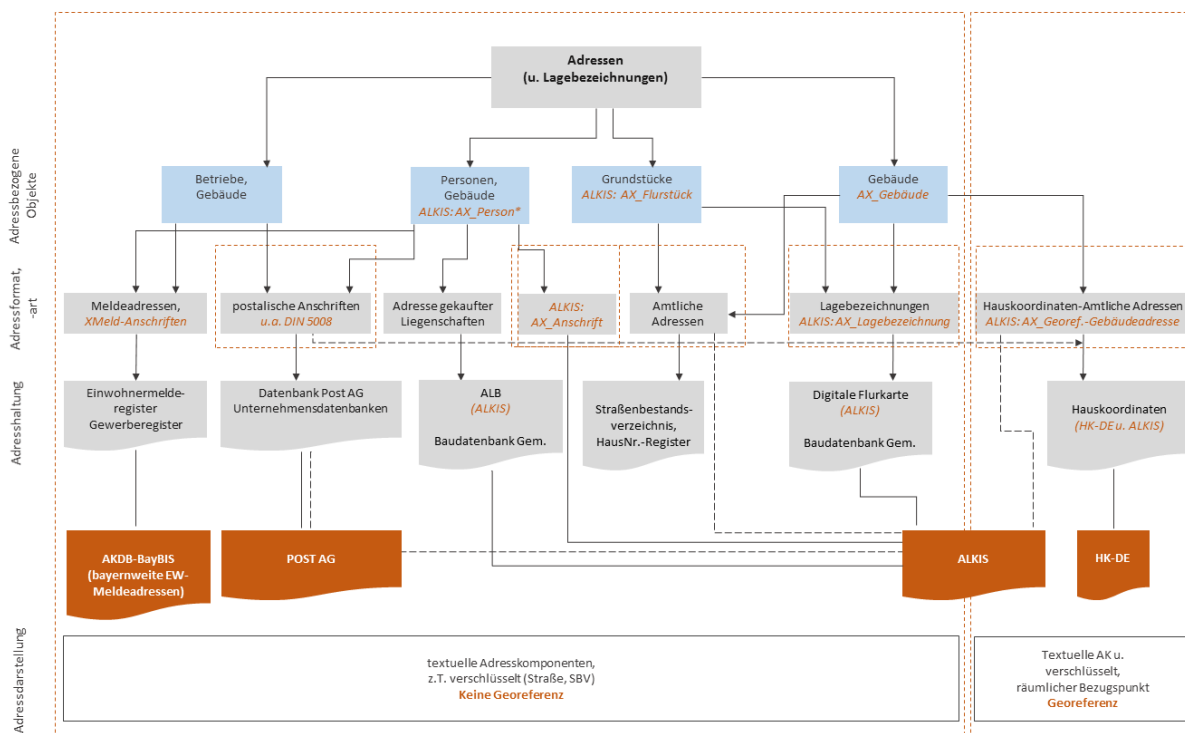 Adressen
(u. Lagebezeichnungen)
Adressbezogene
Objekte
Betriebe,
Gebäude
Personen,
Gebäude
ALKIS: AX_Person*
Grundstücke
ALKIS: AX_Flurstück
Gebäude
AX_Gebäude
Adressformat,
-art
Meldeadressen,
XMeld-Anschriften
postalische Anschriften
u.a. DIN 5008
Adresse gekaufter
Liegenschaften
ALKIS:
AX_Anschrift
Amtliche
Adressen
Lagebezeichnungen
ALKIS: AX_Lagebezeichnung
Hauskoordinaten-Amtliche Adressen
ALKIS: AX_Georef.-Gebäudeadresse
Adresshaltung
Einwohnermelde-
register
Gewerberegister
Datenbank Post AG
Unternehmensdatenbanken
ALB
(ALKIS)
Baudatenbank Gem.
Straßenbestands-
verzeichnis,
HausNr.-Register
Digitale Flurkarte
(ALKIS)
Baudatenbank Gem.
Hauskoordinaten
(HK-DE u. ALKIS)
AKDB-BayBIS
(bayernweite EW-
Meldeadressen)
POST AG
ALKIS
HK-DE
Adressdarstellung
textuelle Adresskomponenten,
z.T. verschlüsselt (Straße, SBV)
Keine Georeferenz
Textuelle AK u.
verschlüsselt,
räumlicher Bezugspunkt
Georeferenz